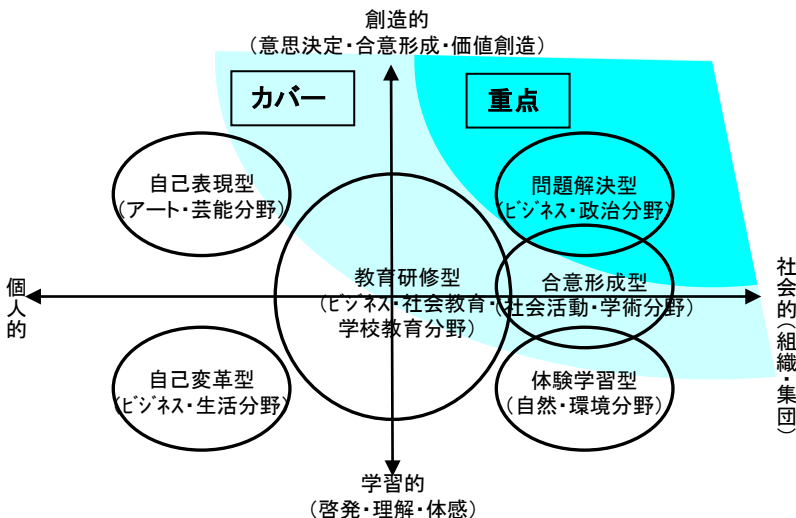 創造的
(意思決定・合意形成・価値創造)
カバー
重点
自己表現型
(アート・芸能分野)
問題解決型
(ビジネス・政治分野)
教育研修型
(ビジネス・社会教育・
学校教育分野)
合意形成型
(社会活動・学術分野)
個人的
社会的(組織・集団)
自己変革型
(ビジネス・生活分野)
体験学習型
(自然・環境分野)
学習的
(啓発・理解・体感)